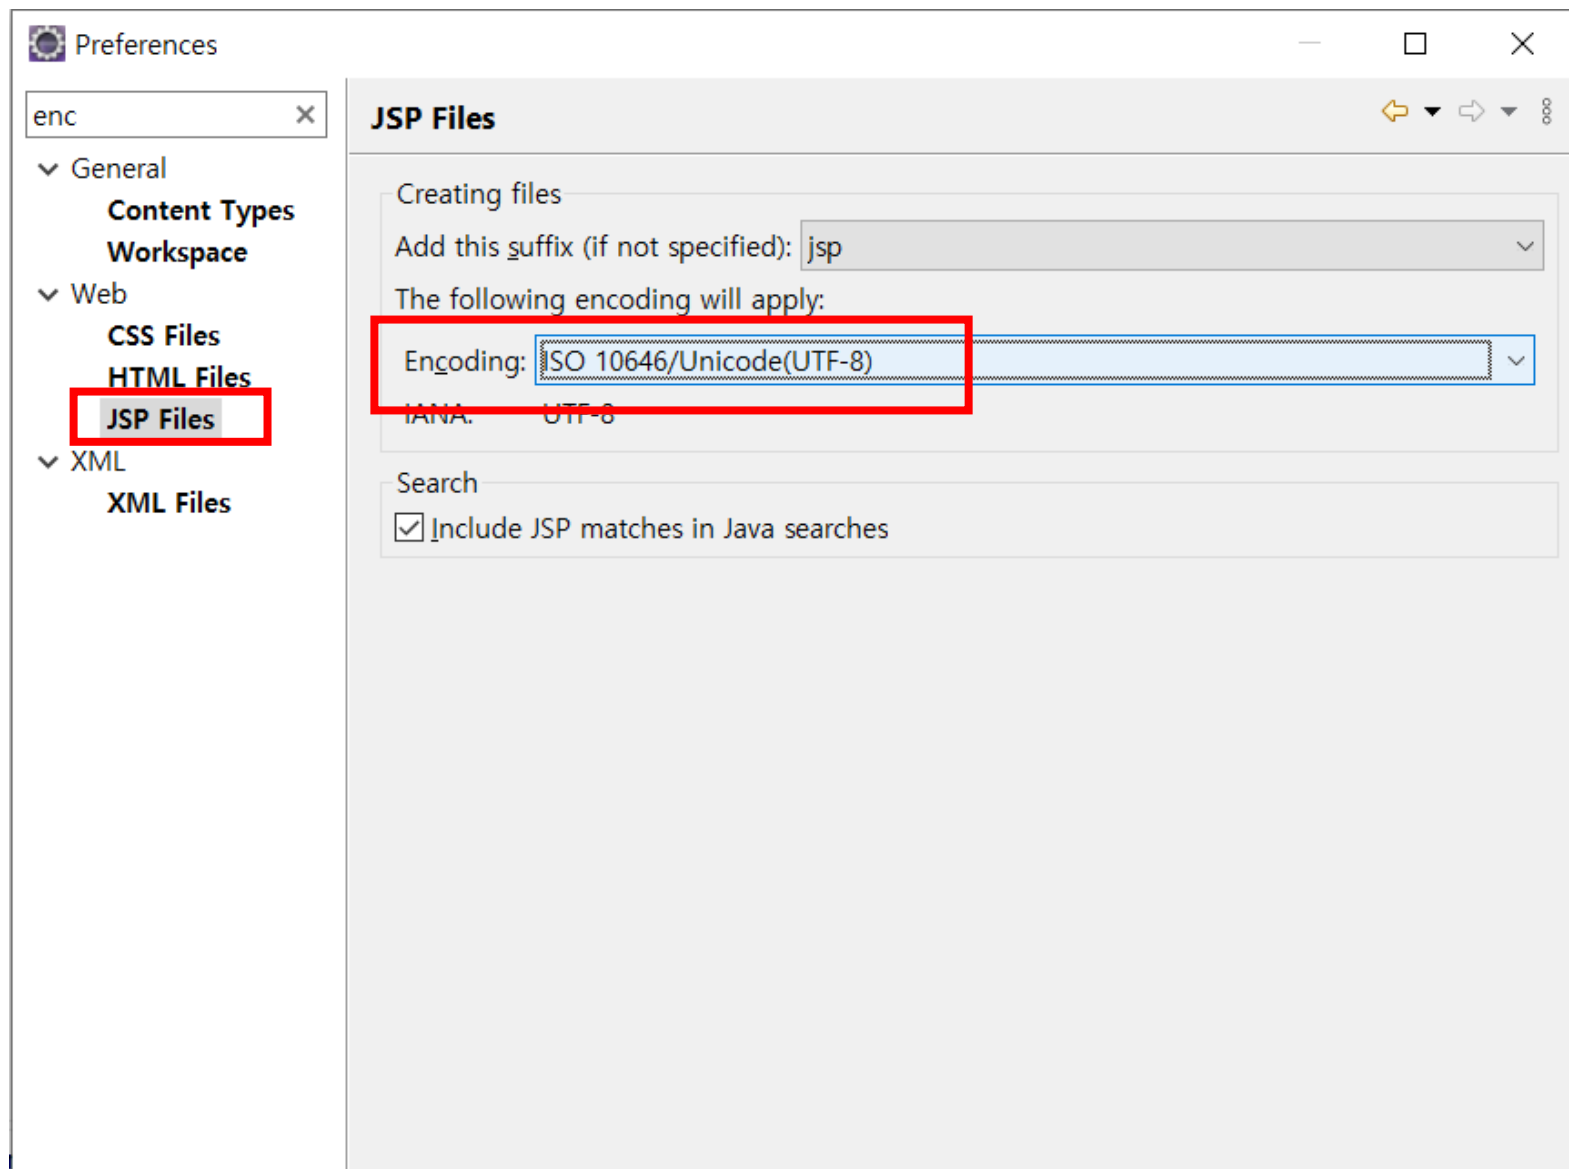 Preferences
enc
General
Content Types
Workspace
Web
CSS Files
HTML Files
JSP Files
XML
XML Files
JSP Files
Creating files
Add this suffix (if not specified): jsp
The following encoding will apply:
Encoding: ISO 10646/Unicode(UTF-8)
IANA: UTF-8
Search
Include JSP matches in Java searches